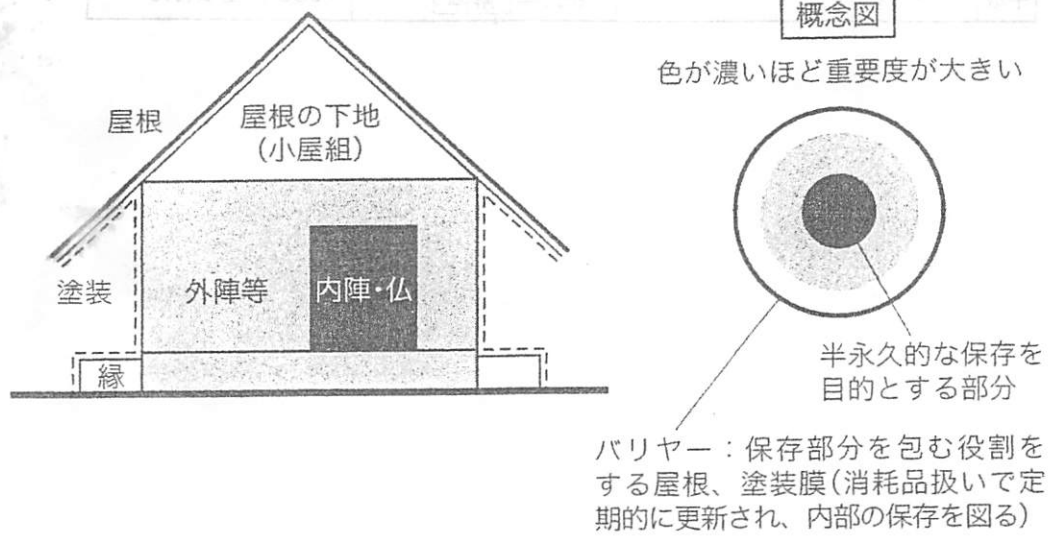 屋根
屋根の下地
(小屋組)
塗装
外陣等
内陣・仏
縁
概念図
色が濃いほど重要度が大きい
半永久的な保存を
目的とする部分
バリヤー：保存部分を包む役割を
する屋根、塗装膜(消耗品扱いで定
期的に更新され、内部の保存を図る)